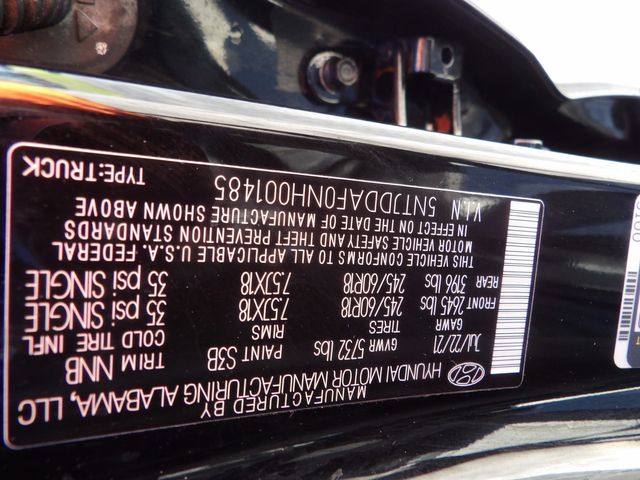 MANUFACTURED BY
HYUNDAI MOTOR MANUFACTURING ALABAMA, LLC
Jul/22/21 PAINT S3B TRIM NNB
GVWR 5732 lbs
GAWR TIRES RIMS COLD TIRE INFL
FRONT 2645 lbs 245/60R18 7.5JX18 35 psi SINGLE
REAR 3196 lbs 245/60R18 7.5JX18 35 psi SINGLE
THIS VEHICLE CONFORMS TO ALL APPLICABLE U.S.A. FEDERAL
MOTOR VEHICLE SAFETY AND THEFT PREVENTION STANDARDS
IN EFFECT ON THE DATE OF MANUFACTURE SHOWN ABOVE
V.I.N 5NTJDDAF0NH001485
TYPE:TRUCK